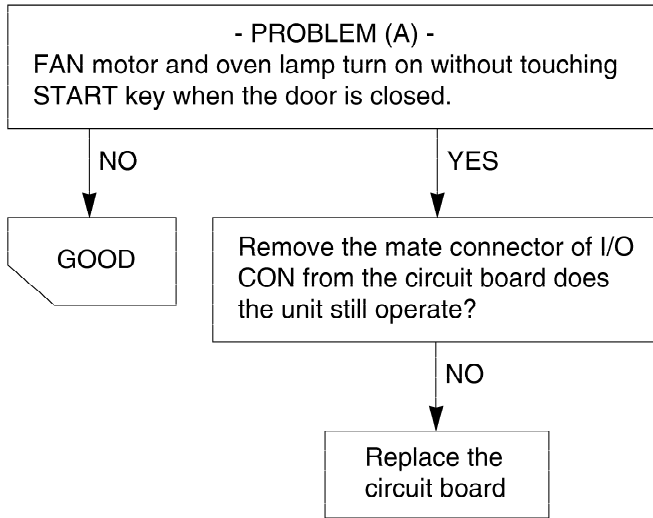 - PROBLEM (A) -
FAN motor and oven lamp turn on without touching
START key when the door is closed.
NO
YES
GOOD
Remove the mate connector of I/O
CON from the circuit board does
the unit still operate?
NO
Replace the
circuit board